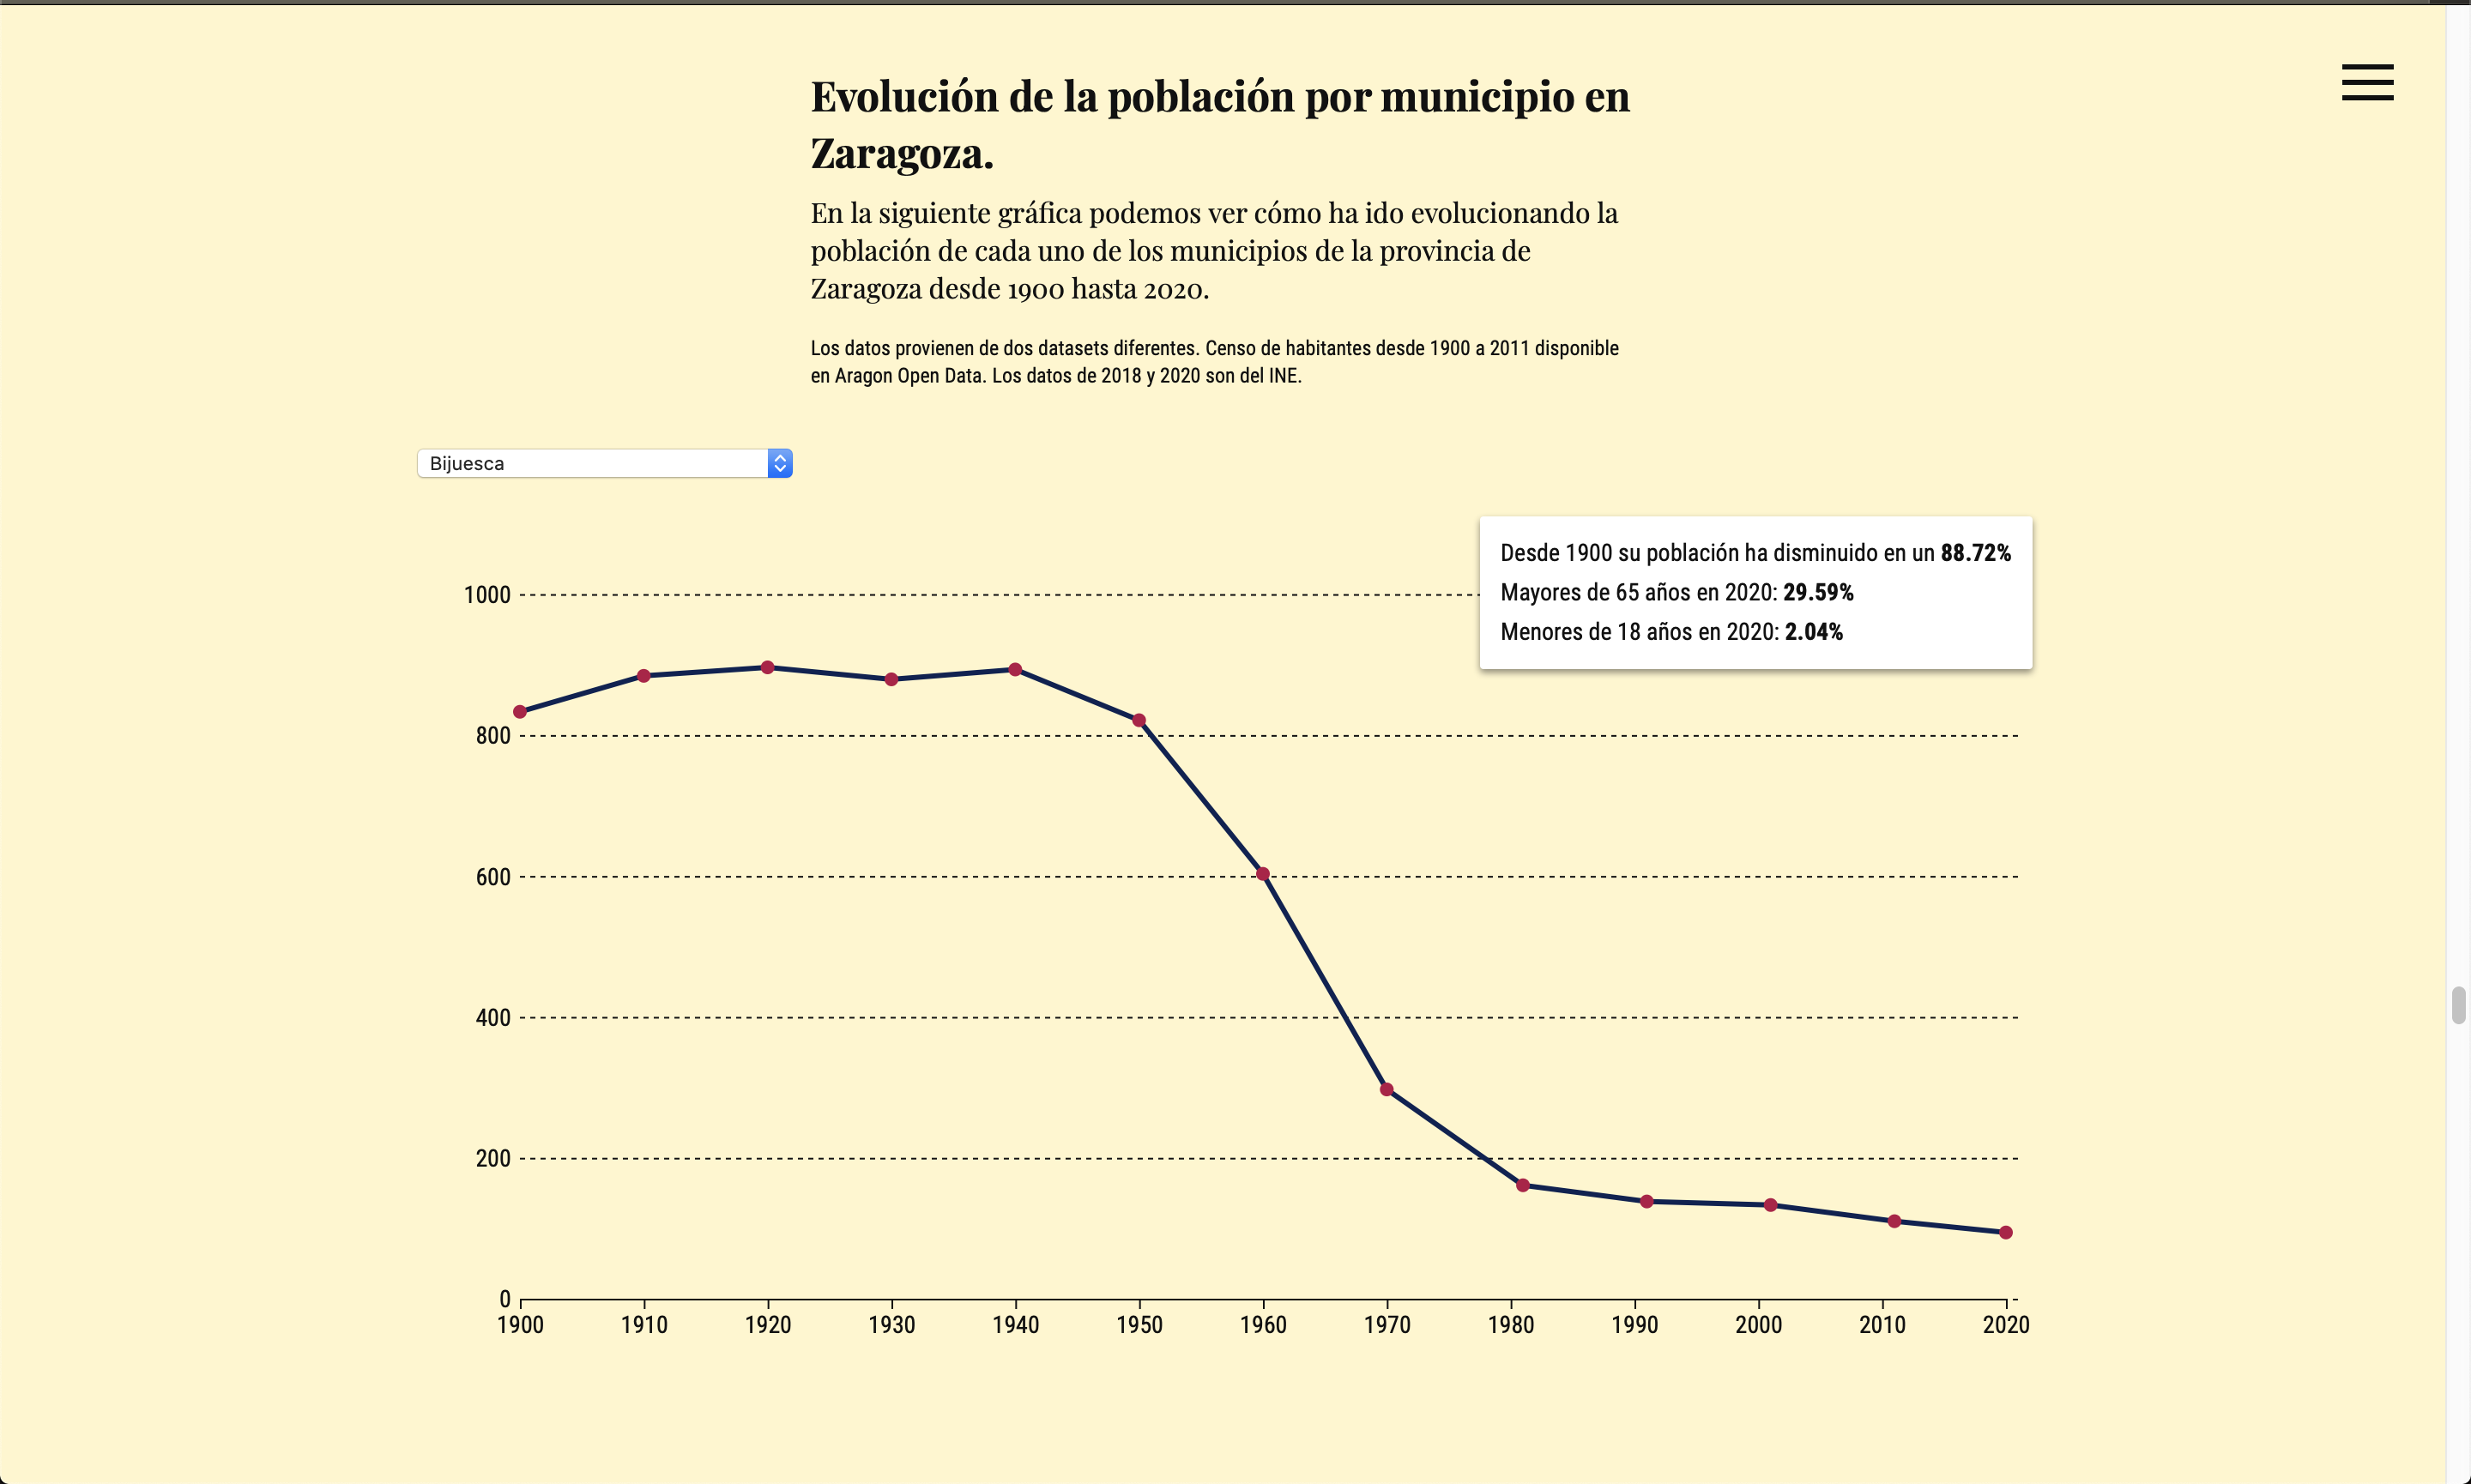 Evolución de la población por municipio en
Zaragoza.
En la siguiente gráfica podemos ver cómo ha ido evolucionando la
población de cada uno de los municipios de la provincia de
Zaragoza desde 1900 hasta 2020.
Los datos provienen de dos datasets diferentes. Censo de habitantes desde 1900 a 2011 disponible
en Aragon Open Data. Los datos de 2018 y 2020 son del INE.
Bijuesca
Desde 1900 su población ha disminuido en un 88.72%
Mayores de 65 años en 2020: 29.59%
Menores de 18 años en 2020: 2.04%
1000
800
600
400
200
0
1900 1910 1920 1930 1940 1950 1960 1970 1980 1990 2000 2010 2020